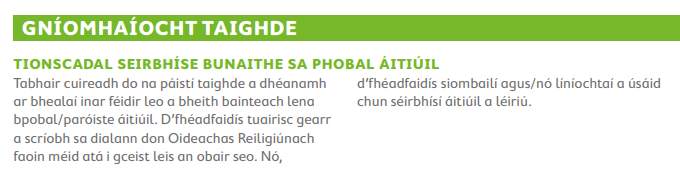 GNÍOMHAÍOCHT TAIGHDE
TIONSCADAL SEIRBHÍSE BUNAITHE SA PHOBAL ÁITIÚIL
Tabhair cuireadh do na páistí taighde a dhéanamh
ar bhealaí inar féidir leo a bheith bainteach lena
bpobal/paróiste áitiúil. D’fhéadfaidís tuairisc gearr
a scríobh sa dialann don Oideachas Reiligiúnach
faoin méid atá i gceist leis an obair seo. Nó,
d’fhéadfaidís siombailí agus/nó líníochtaí a úsáid
chun séirbhísí áitiúil a léiriú.